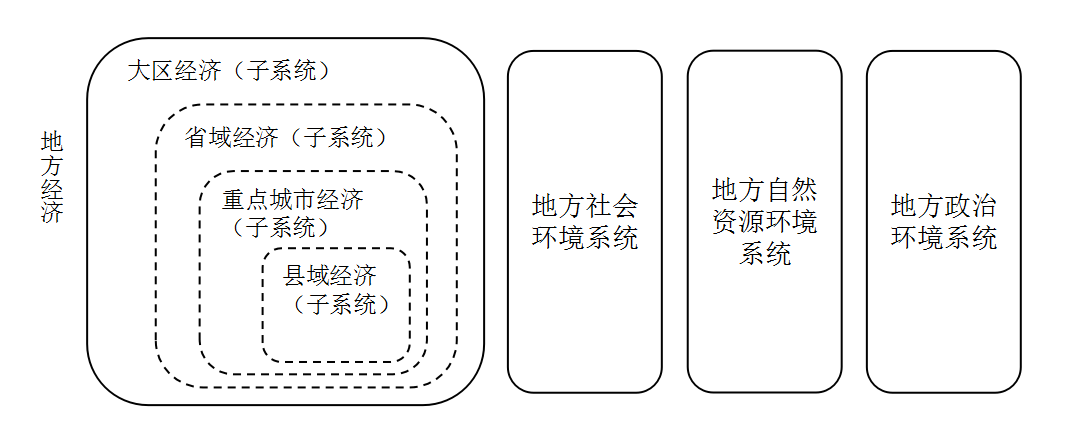 地方经济
大区经济（子系统）
省域经济（子系统）
重点城市经济
（子系统）
县域经济
（子系统）
地方社会
环境系统
地方自然
资源环境
系统
地方政治
环境系统